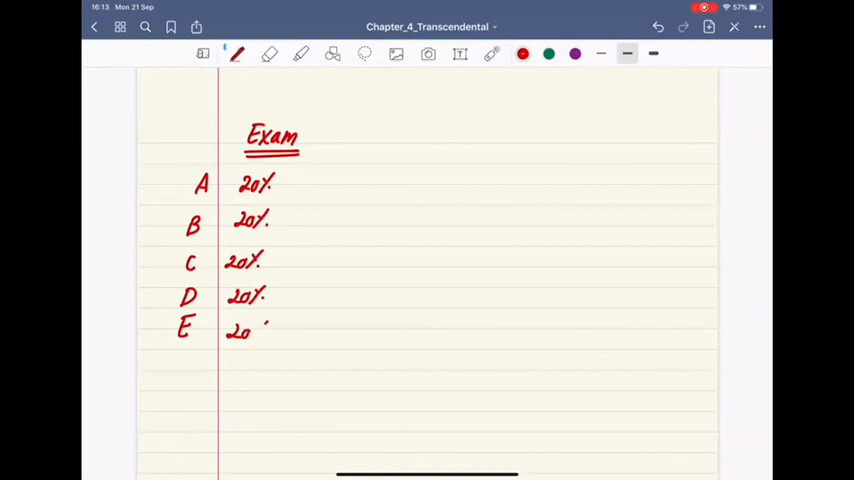 16:13 Mon 21 Sep
57%
Chapter_4_Transcendental
Exam
A 20%
B 20%
C 20%
D 20%
E 20